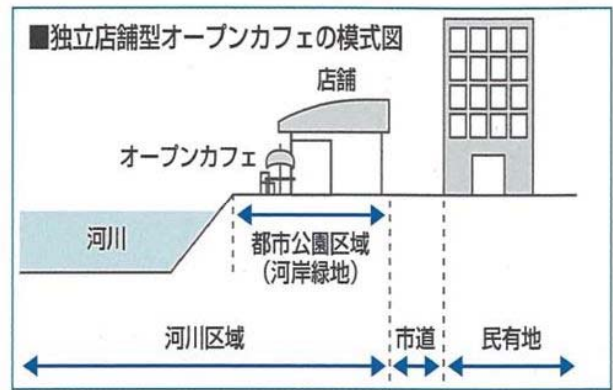 ■独立店舗型オープンカフェの模式図
店舗
オープンカフェ
河川
都市公園区域
(河岸緑地)
河川区域
市道
民有地